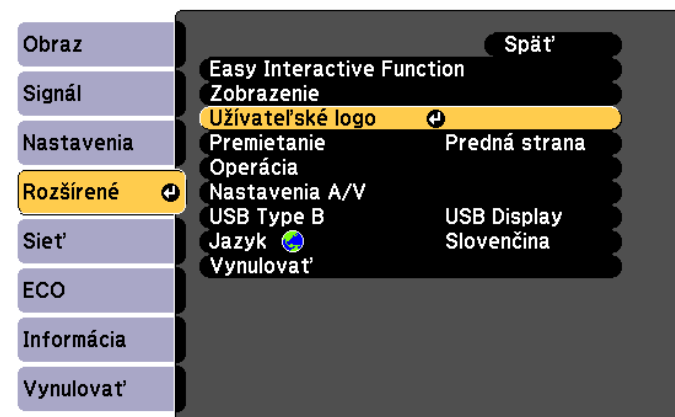 Obraz
Signál
Nastavenia
Rozšírené
Sieť
ECO
Informácia
Vynulovať
Späť
Easy Interactive Function
Zobrazenie
Užívateľské logo
Premietanie Predná strana
Operácia
Nastavenia A/V
USB Type B USB Display
Jazyk Slovenčina
Vynulovať